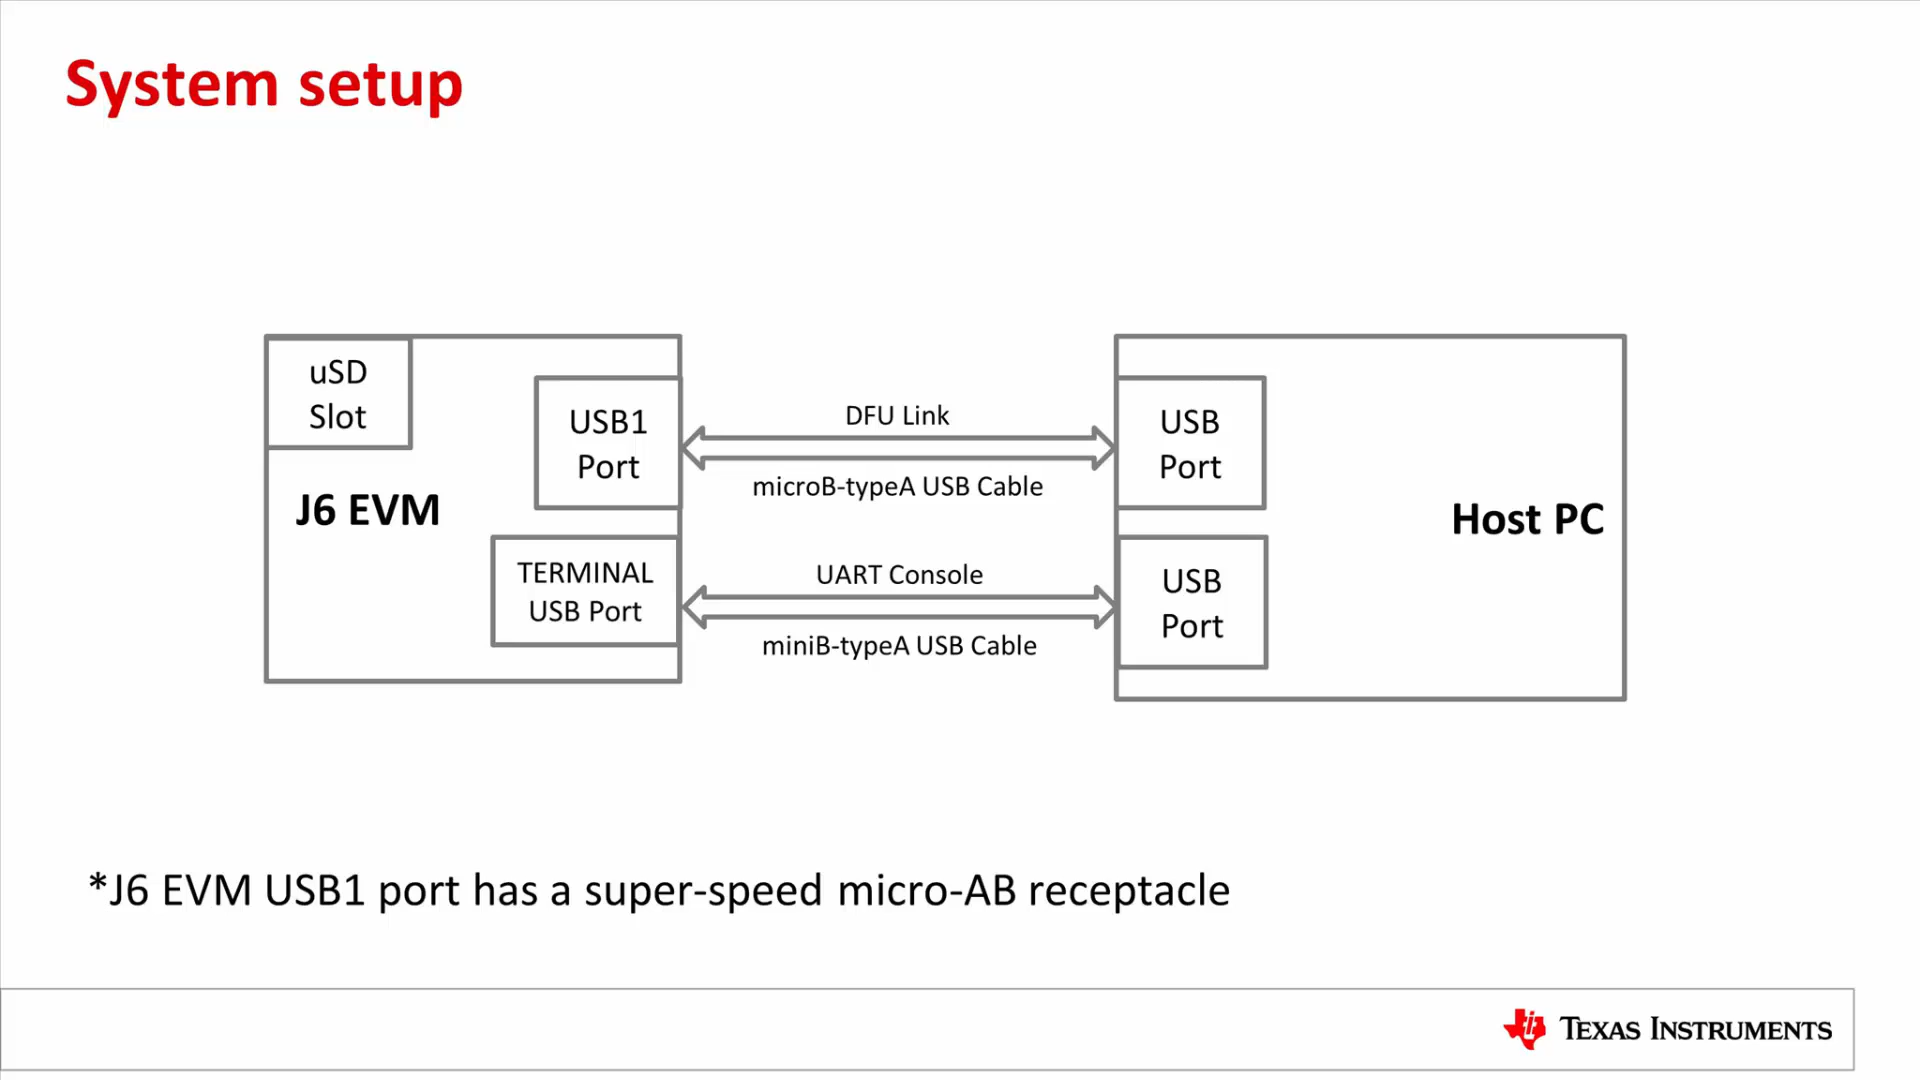 System setup
uSD
Slot
J6 EVM
USB1
Port
TERMINAL
USB Port
DFU Link
microB-typeA USB Cable
UART Console
miniB-typeA USB Cable
USB
Port
USB
Port
Host PC
*J6 EVM USB1 port has a super-speed micro-AB receptacle
TEXAS INSTRUMENTS